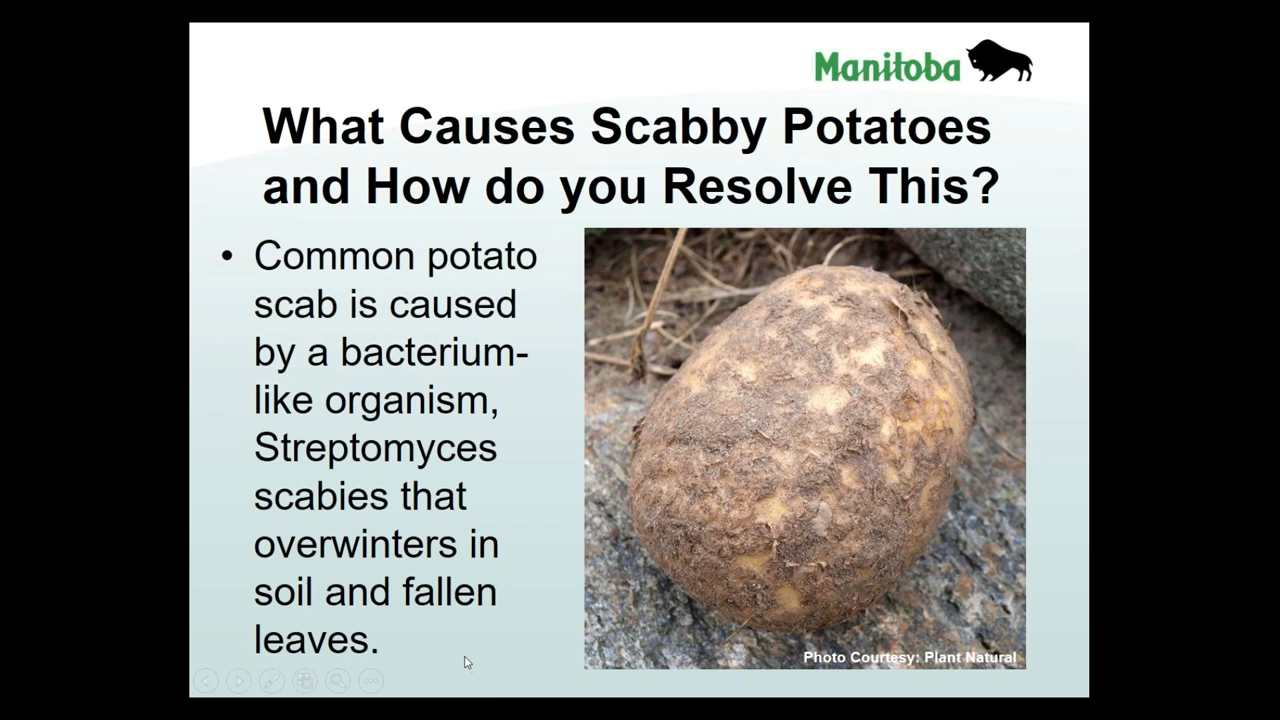 Manitoba
What Causes Scabby Potatoes
and How do you Resolve This?
• Common potato
scab is caused
by a bacterium-
like organism,
Streptomyces
scabies that
overwinters in
soil and fallen
leaves.
Photo Courtesy: Plant Natural